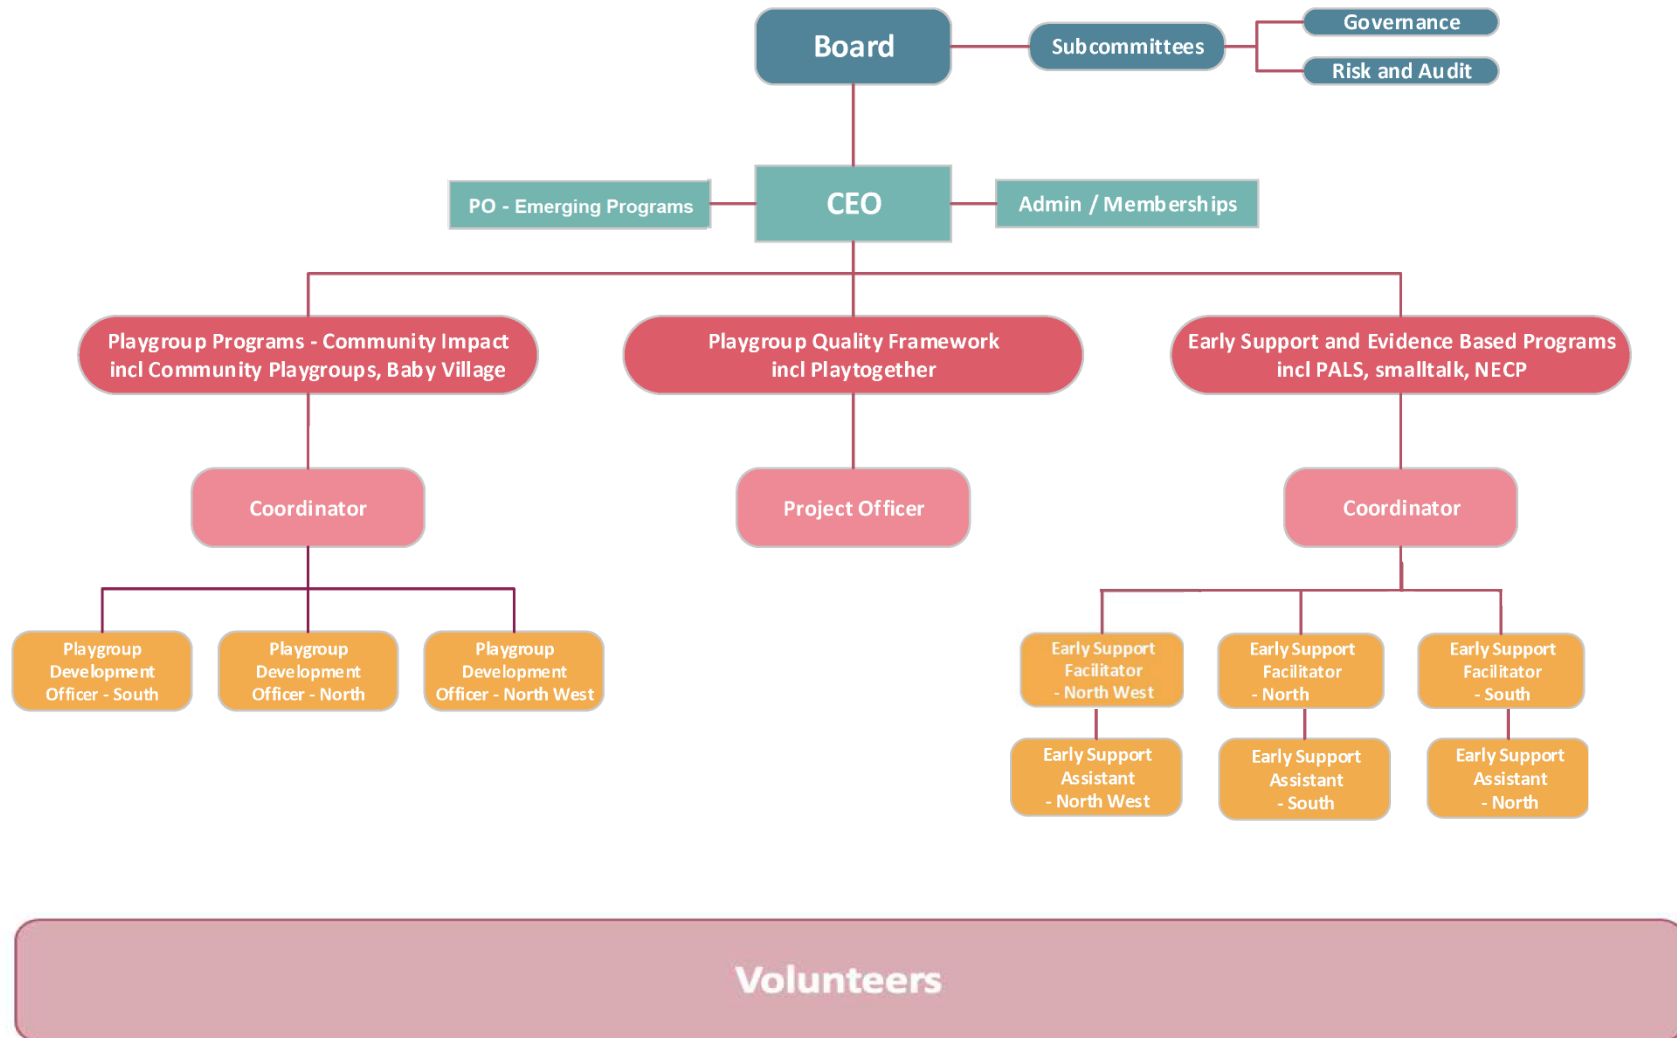 Board
Subcommittees
Governance
Risk and Audit
PO - Emerging Programs
CEO
Admin / Memberships
Playgroup Programs - Community Impact
incl Community Playgroups, Baby Village
Playgroup Quality Framework
incl Playtogether
Early Support and Evidence Based Programs
incl PALS, smalltalk, NECP
Coordinator
Project Officer
Coordinator
Playgroup
Development
Officer - South
Playgroup
Development
Officer - North
Playgroup
Development
Officer - North West
Early Support
Facilitator
- North West
Early Support
Facilitator
- North
Early Support
Facilitator
- South
Early Support
Assistant
- North West
Early Support
Assistant
- South
Early Support
Assistant
- North
Volunteers